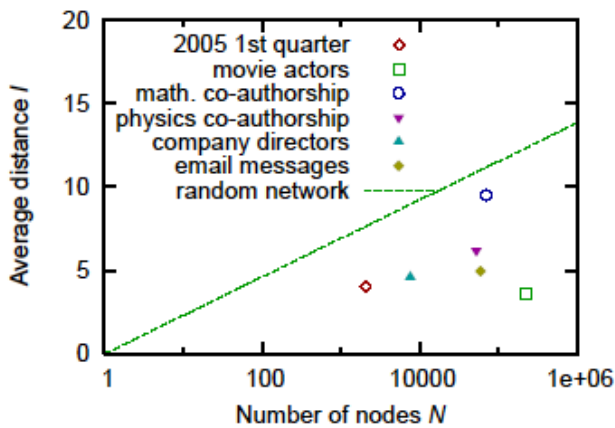 20
15
10
5
0
Average distance l
2005 1st quarter
movie actors
math. co-authorship
physics co-authorship
company directors
email messages
random network
1
100
10000
1e+06
Number of nodes N